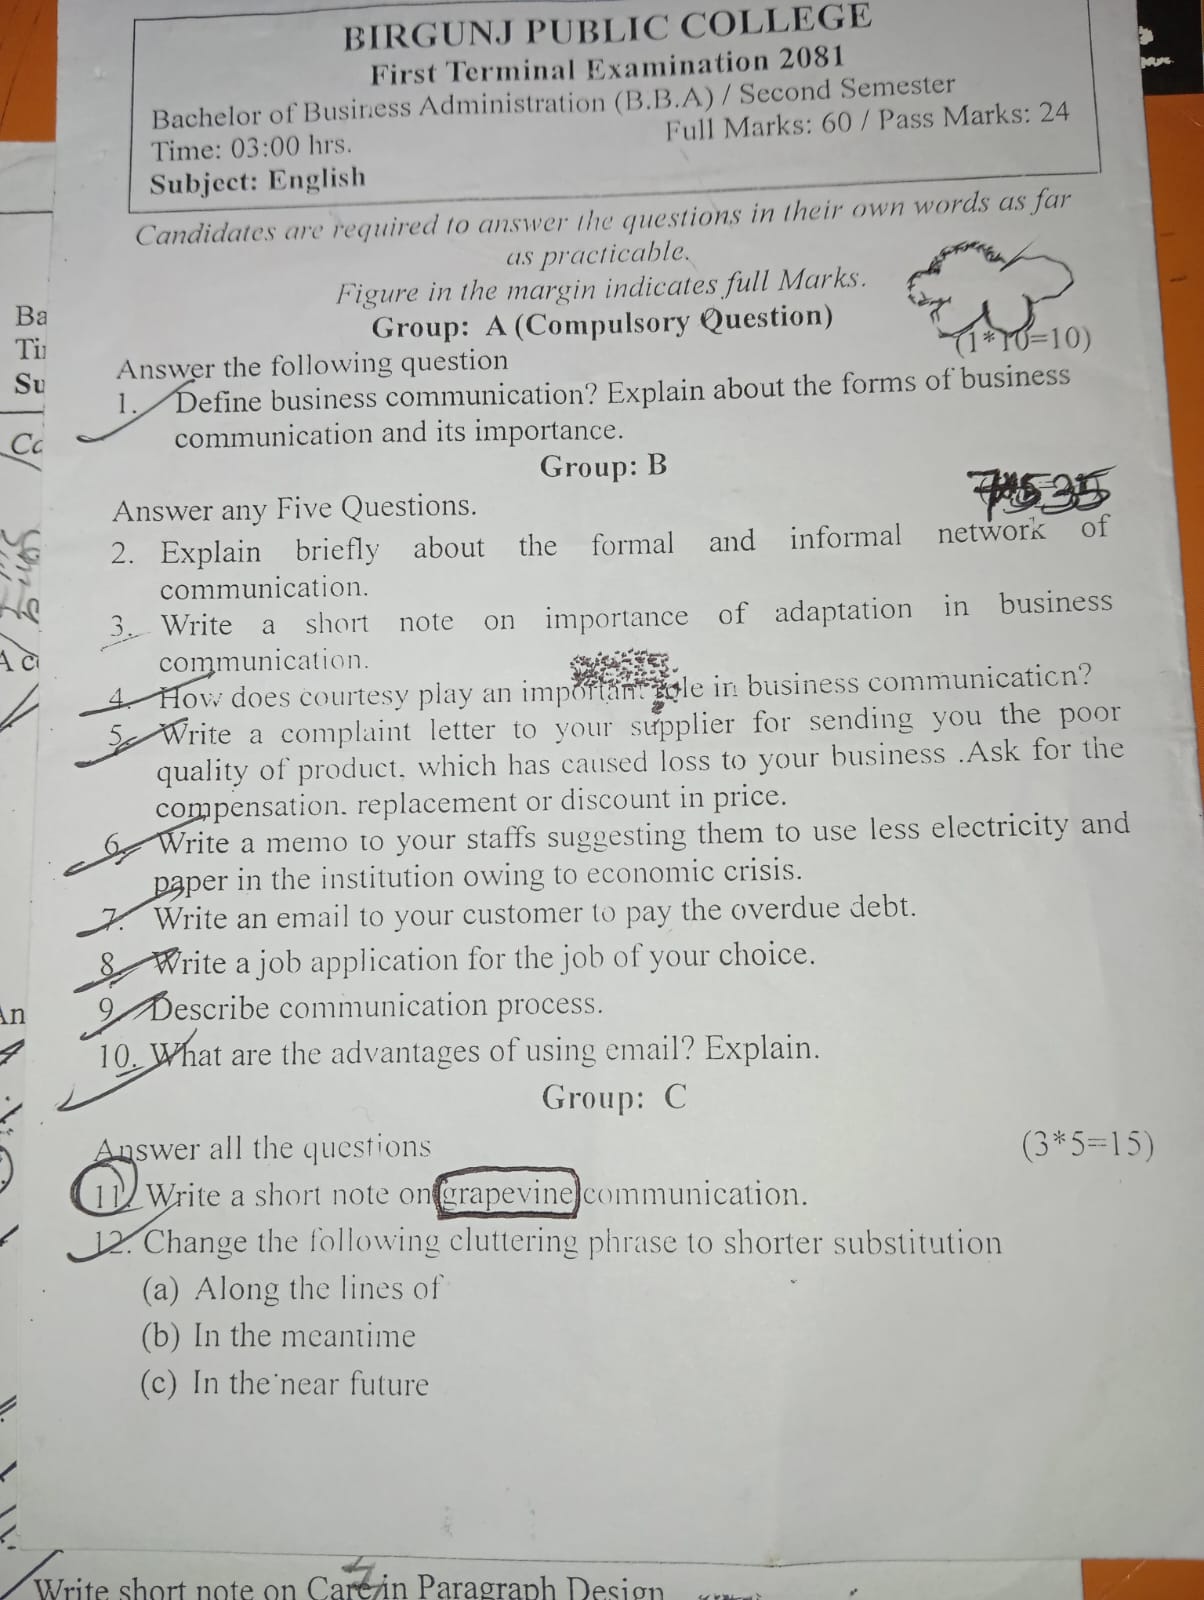 BIRGUNJ PUBLIC COLLEGE
First Terminal Examination 2081
Bachelor of Business Administration (B.B.A) / Second Semester
Time: 03:00 hrs.
Full Marks: 60 / Pass Marks: 24
Subject: English
Candidates are required to answer the questions in their own words as far
as practicable.
Figure in the margin indicates full Marks.
Group: A (Compulsory Question)
Answer the following question
(1*10=10)
1. Define business communication? Explain about the forms of business
communication and its importance.
Group: B
Answer any Five Questions.
7*5=35
2. Explain briefly about the formal and informal network of
communication.
3. Write a short note on importance of adaptation in business
communication.
4. How does courtesy play an important role in business communication?
5. Write a complaint letter to your supplier for sending you the poor
quality of product, which has caused loss to your business .Ask for the
compensation, replacement or discount in price.
6. Write a memo to your staffs suggesting them to use less electricity and
paper in the institution owing to economic crisis.
7. Write an email to your customer to pay the overdue debt.
8. Write a job application for the job of your choice.
9. Describe communication process.
10. What are the advantages of using email? Explain.
Group: C
Answer all the questions
(3*5=15)
11. Write a short note on grapevine communication.
12. Change the following cluttering phrase to shorter substitution
(a) Along the lines of
(b) In the meantime
(c) In the near future
Write short note on Care in Paragraph Design
Ba
Su